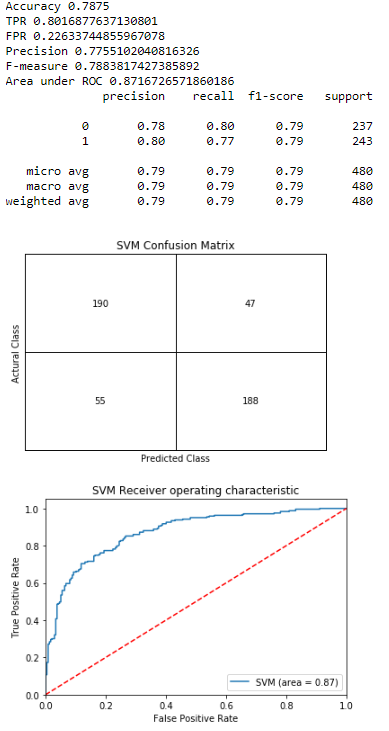 Accuracy 0.7875
TPR 0.8016877637130801
FPR 0.22633744855967078
Precision 0.7755102040816326
F-measure 0.7883817427385892
Area under ROC 0.8716726571860186
precision recall f1-score support
0 0.78 0.80 0.79 237
1 0.80 0.77 0.79 243
micro avg 0.79 0.79 0.79 480
macro avg 0.79 0.79 0.79 480
weighted avg 0.79 0.79 0.79 480
SVM Confusion Matrix
190 47
Actural Class
55 188
Predicted Class
SVM Receiver operating characteristic
1.0
0.8
0.6
0.4
0.2
0.0
True Positive Rate
SVM (area = 0.87)
0.0 0.2 0.4 0.6 0.8 1.0
False Positive Rate